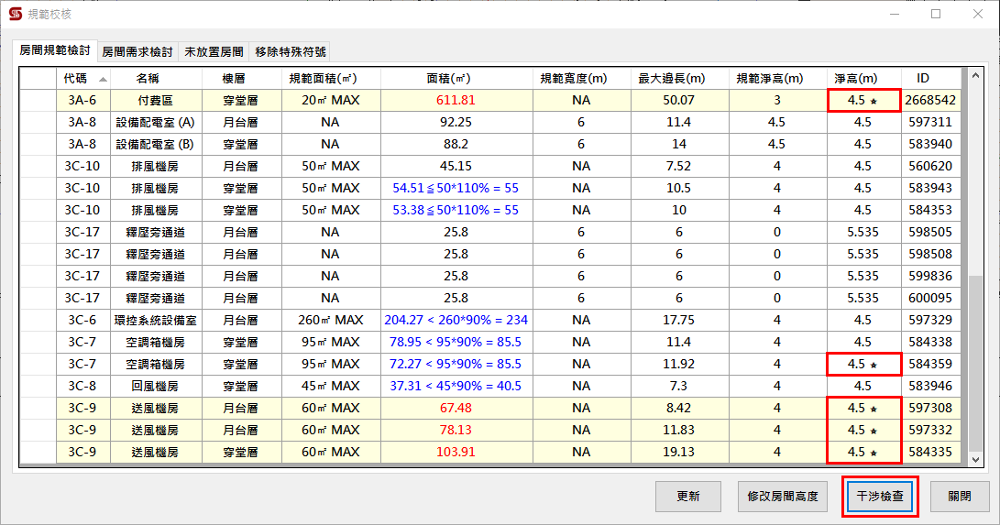 規範校核
房間規範檢討 房間需求檢討 未放置房間 移除特殊符號
代碼 名稱 樓層 規範面積(㎡) 面積(㎡) 規範寬度(m) 最大邊長(m) 規範淨高(m) 淨高(m) ID
3A-6 付費區 穿堂層 20㎡ MAX 611.81 NA 50.07 3 4.5 ★ 2668542
3A-8 設備配電室 (A) 月台層 NA 92.25 6 11.4 4.5 4.5 597311
3A-8 設備配電室 (B) 穿堂層 NA 88.2 6 14 4.5 4.5 583940
3C-10 排風機房 月台層 50㎡ MAX 45.15 NA 7.52 4 4.5 560620
3C-10 排風機房 穿堂層 50㎡ MAX 54.51≦50*110% = 55 NA 10.5 4 4.5 583943
3C-10 排風機房 穿堂層 50㎡ MAX 53.38≦50*110% = 55 NA 10 4 4.5 584353
3C-17 釋壓旁通道 月台層 NA 25.8 6 6 0 5.535 598505
3C-17 釋壓旁通道 月台層 NA 25.8 6 6 0 5.535 598508
3C-17 釋壓旁通道 月台層 NA 25.8 6 6 0 5.535 599836
3C-17 釋壓旁通道 月台層 NA 25.8 6 6 0 5.535 600095
3C-6 環控系統設備室 月台層 260㎡ MAX 204.27 < 260*90% = 234 NA 17.75 4 4.5 597329
3C-7 空調箱機房 穿堂層 95㎡ MAX 78.95 < 95*90% = 85.5 NA 11.4 4 4.5 584338
3C-7 空調箱機房 穿堂層 95㎡ MAX 72.27 < 95*90% = 85.5 NA 11.92 4 4.5 ★ 584359
3C-8 回風機房 穿堂層 45㎡ MAX 37.31 < 45*90% = 40.5 NA 7.3 4 4.5 583946
3C-9 送風機房 月台層 60㎡ MAX 67.48 NA 8.42 4 4.5 ★ 597308
3C-9 送風機房 月台層 60㎡ MAX 78.13 NA 11.83 4 4.5 ★ 597332
3C-9 送風機房 穿堂層 60㎡ MAX 103.91 NA 19.13 4 4.5 ★ 584335
更新 修改房間高度 干涉檢查 關閉